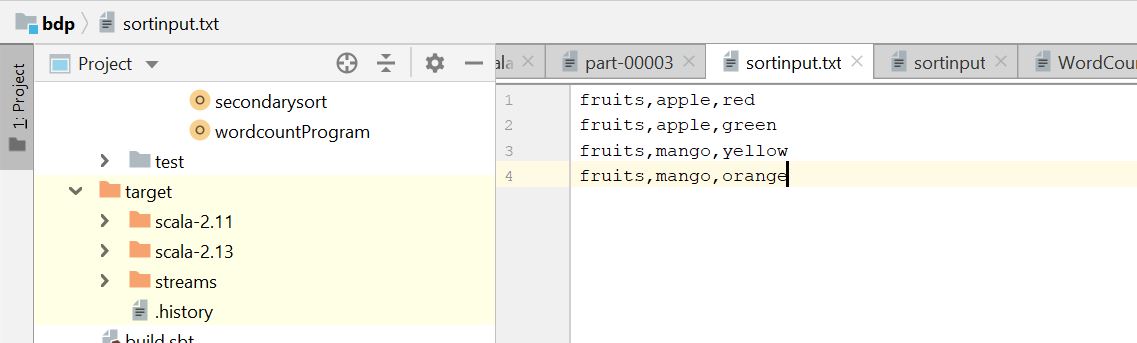 bdp sortinput.txt
1: Project
Project
secondarysort
wordcountProgram
test
target
scala-2.11
scala-2.13
streams
.history
build.sbt
ala part-00003 sortinput.txt sortinput WordCou
1 fruits,apple,red
2 fruits,apple,green
3 fruits,mango,yellow
4 fruits,mango,orange